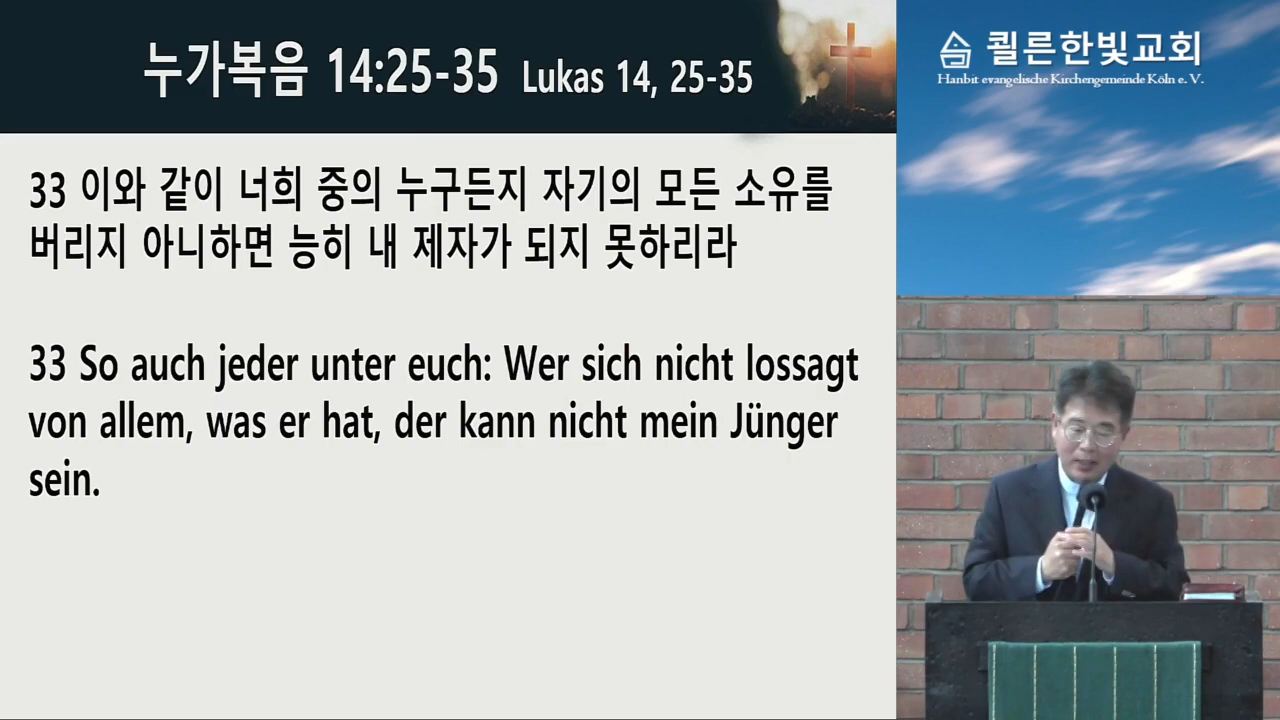 누가복음 14:25-35 Lukas 14, 25-35
쾰른한빛교회
Hanbit evangelische Kirchengemeinde Köln e. V.
33 이와 같이 너희 중의 누구든지 자기의 모든 소유를
버리지 아니하면 능히 내 제자가 되지 못하리라
33 So auch jeder unter euch: Wer sich nicht lossagt
von allem, was er hat, der kann nicht mein Jünger
sein.